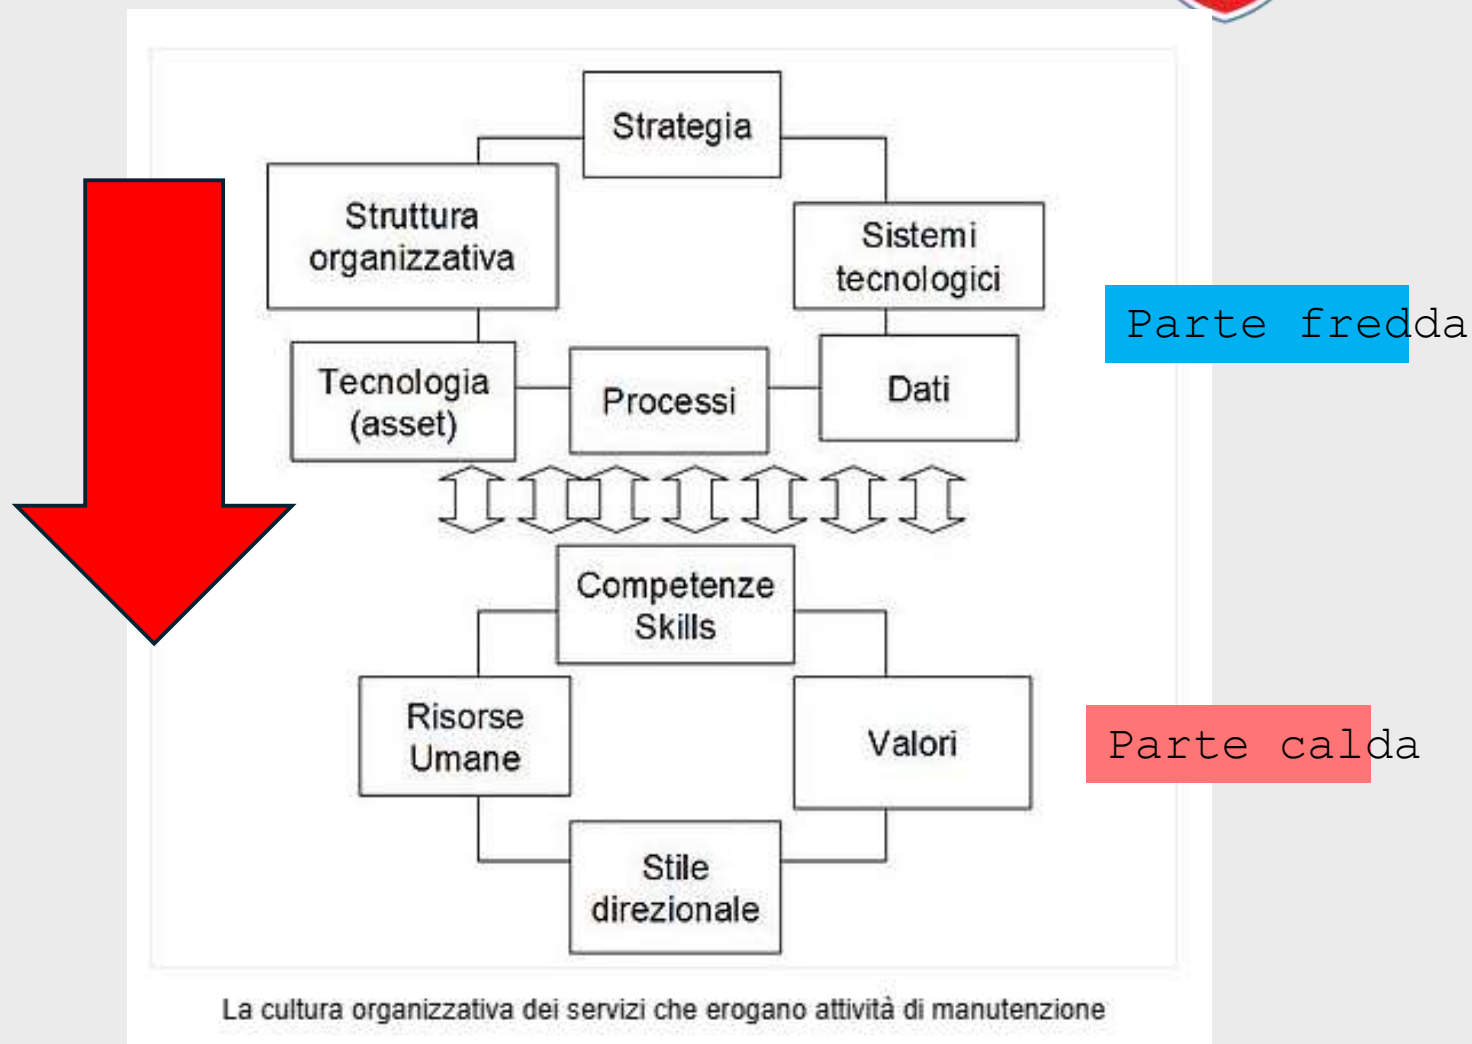 Strategia
Struttura
organizzativa
Sistemi
tecnologici
Parte fredda
Tecnologia
(asset)
Processi
Dati
Competenze
Skills
Risorse
Umane
Valori
Parte calda
Stile
direzionale
La cultura organizzativa dei servizi che erogano attività di manutenzione